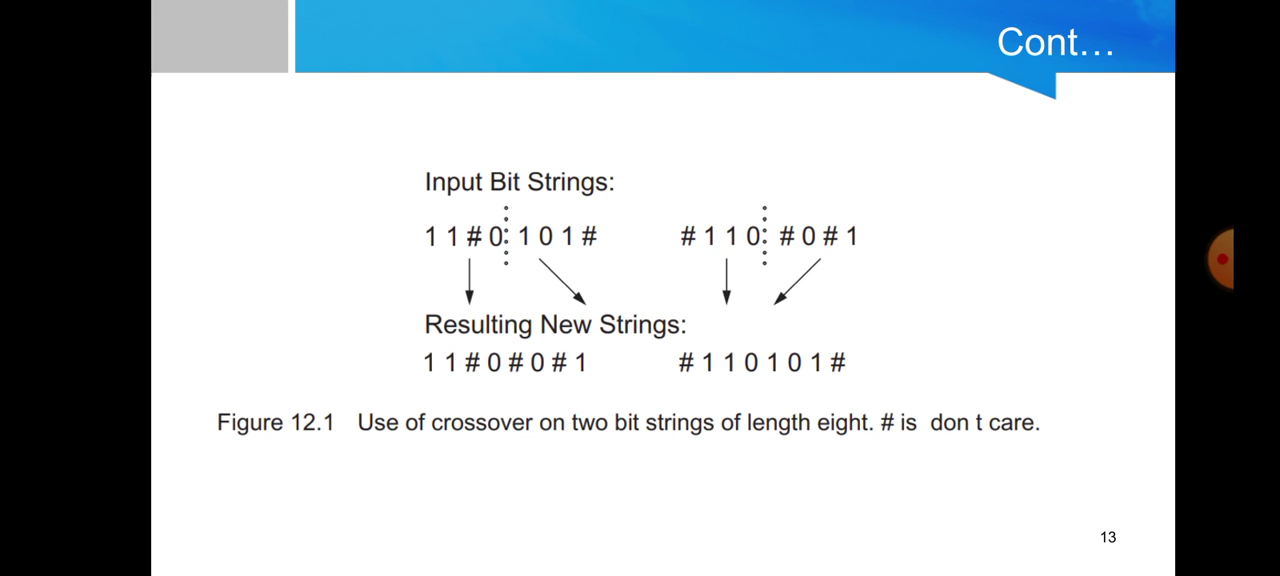 Cont...
Input Bit Strings:
1 1 # 0 1 0 1 # # 1 1 0 # 0 # 1
Resulting New Strings:
1 1 # 0 # 0 # 1 # 1 1 0 1 0 1 #
Figure 12.1 Use of crossover on two bit strings of length eight. # is don t care.
13